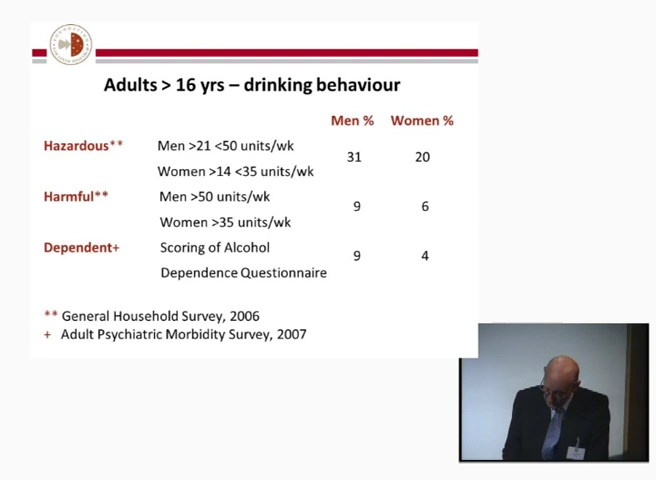 Adults > 16 yrs – drinking behaviour
Men % Women %
Hazardous** Men >21 <50 units/wk
31 20
Women >14 <35 units/wk
Harmful** Men >50 units/wk
9 6
Women >35 units/wk
Dependent+ Scoring of Alcohol
9 4
Dependence Questionnaire
** General Household Survey, 2006
+ Adult Psychiatric Morbidity Survey, 2007